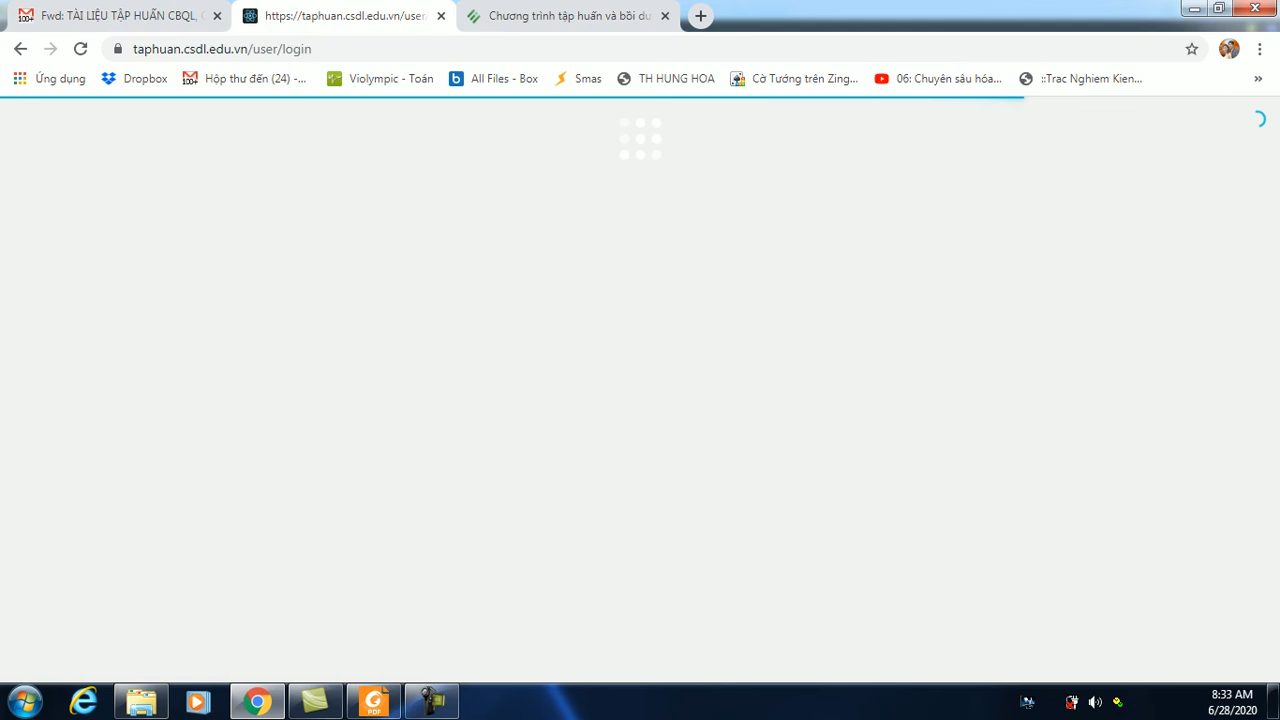 Fwd: TÀI LIỆU TẬP HUẤN CBQL, G
https://taphuan.csdl.edu.vn/user
Chương trình tập huấn và bồi dư
taphuan.csdl.edu.vn/user/login
Ứng dụng
Dropbox
100+
Hộp thư đến (24) -...
Violympic - Toán
All Files - Box
Smas
TH HUNG HOA
Cờ Tướng trên Zing...
06: Chuyên sâu hóa...
::Trac Nghiem Kien...
»
PDF
8:33 AM
6/28/2020